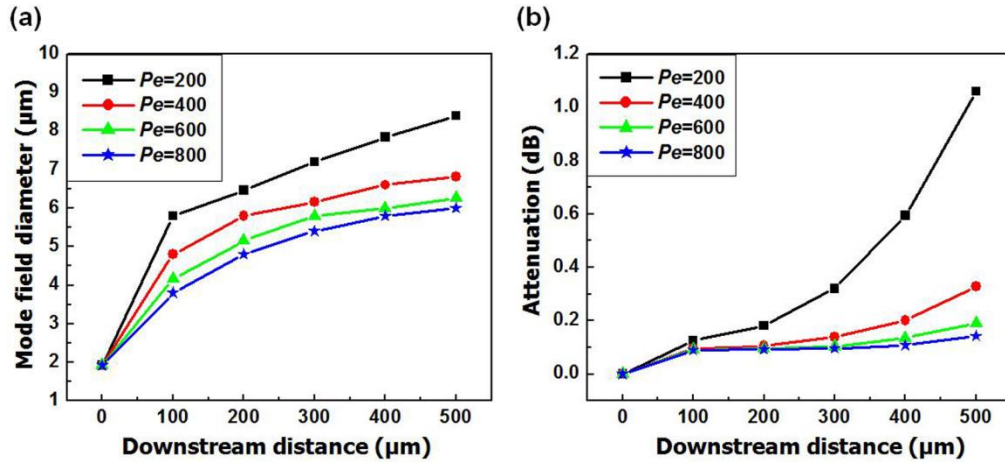 (a)
10
9
8
7
6
5
4
3
2
1
Mode field diameter (µm)
Pe=200
Pe=400
Pe=600
Pe=800
0 100 200 300 400 500
Downstream distance (µm)
(b)
1.2
1.0
0.8
0.6
0.4
0.2
0.0
Attenuation (dB)
Pe=200
Pe=400
Pe=600
Pe=800
0 100 200 300 400 500
Downstream distance (µm)